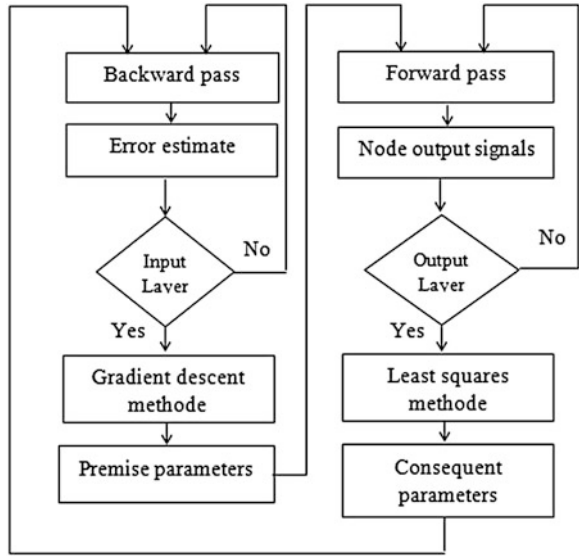 Backward pass
Error estimate
Input
Layer
No
Yes
Gradient descent
methode
Premise parameters
Forward pass
Node output signals
Output
Layer
No
Yes
Least squares
methode
Consequent
parameters